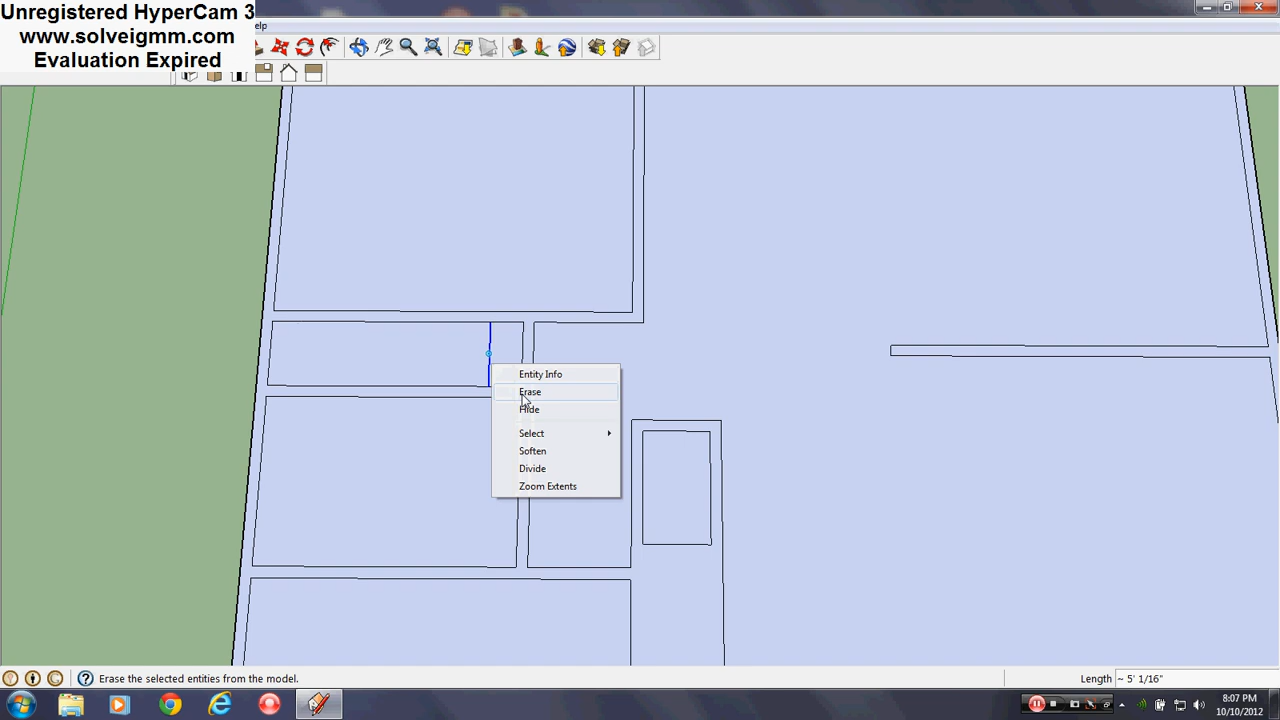 Unregistered HyperCam 3
www.solveigmm.com
Evaluation Expired
elp
Entity Info
Erase
Hide
Select
Soften
Divide
Zoom Extents
Erase the selected entities from the model.
Length ~ 5' 1/16"
8:07 PM
10/10/2012